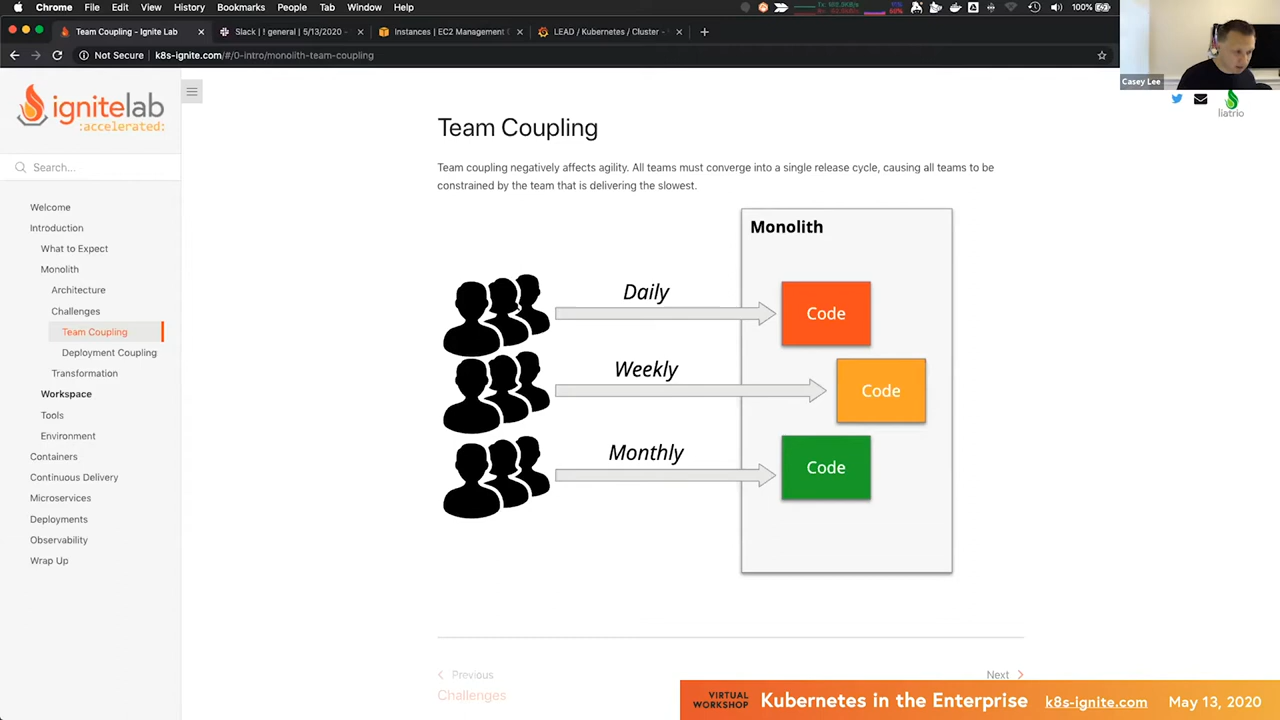 Chrome File Edit View History Bookmarks People Tab Window Help
100%
Team Coupling - Ignite Lab
Slack | ! general | 5/13/2020 -
Instances | EC2 Management C
LEAD / Kubernetes / Cluster -
Not Secure k8s-ignite.com/#/0-intro/monolith-team-coupling
Casey Lee
ignitelab
:accelerated:
liatrio
Search...
Welcome
Introduction
What to Expect
Monolith
Architecture
Challenges
Team Coupling
Deployment Coupling
Transformation
Workspace
Tools
Environment
Containers
Continuous Delivery
Microservices
Deployments
Observability
Wrap Up
Team Coupling
Team coupling negatively affects agility. All teams must converge into a single release cycle, causing all teams to be
constrained by the team that is delivering the slowest.
Monolith
Daily
Code
Weekly
Code
Monthly
Code
Previous
Challenges
Next
VIRTUAL
WORKSHOP
Kubernetes in the Enterprise k8s-ignite.com May 13, 2020